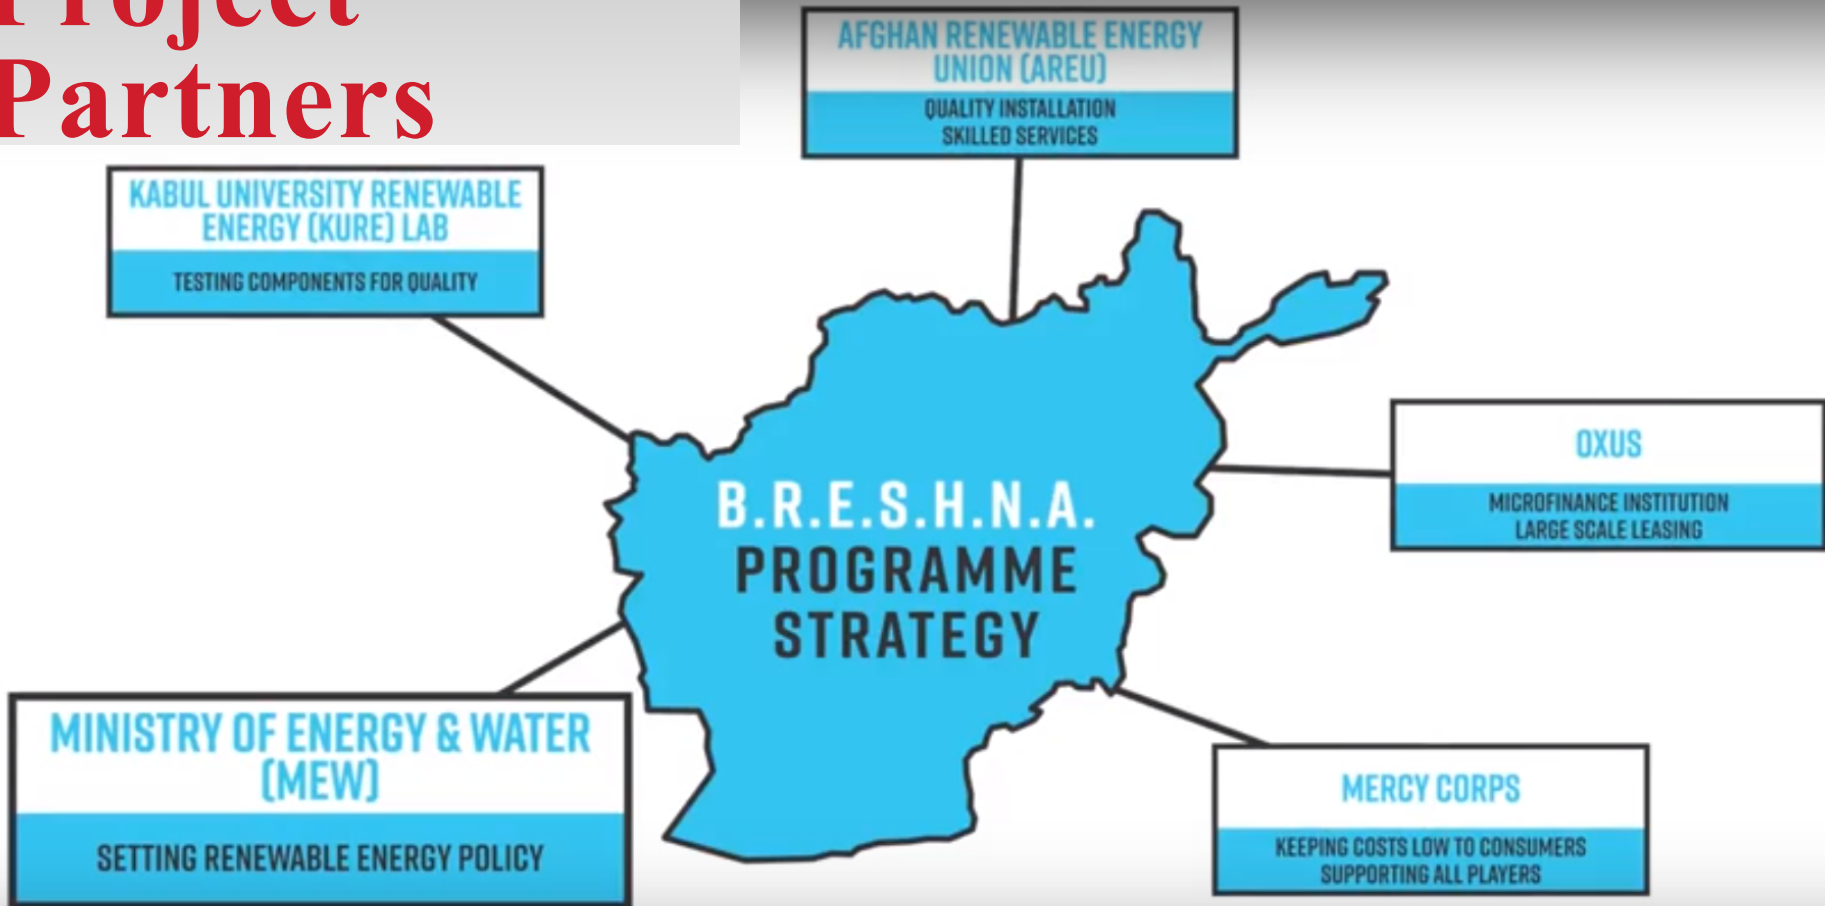 Project
Partners
AFGHAN RENEWABLE ENERGY
UNION (AREU)
QUALITY INSTALLATION
SKILLED SERVICES
KABUL UNIVERSITY RENEWABLE
ENERGY (KURE) LAB
TESTING COMPONENTS FOR QUALITY
OXUS
MICROFINANCE INSTITUTION
LARGE SCALE LEASING
B.R.E.S.H.N.A.
PROGRAMME
STRATEGY
MINISTRY OF ENERGY & WATER
(MEW)
SETTING RENEWABLE ENERGY POLICY
MERCY CORPS
KEEPING COSTS LOW TO CONSUMERS
SUPPORTING ALL PLAYERS